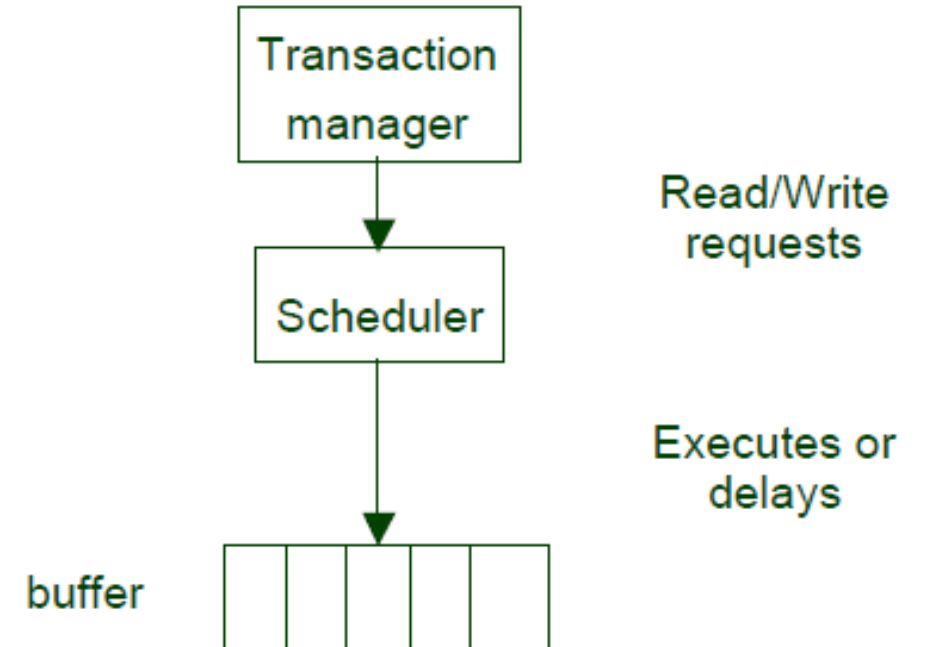 Transaction
manager
Read/Write
requests
Scheduler
Executes or
delays
buffer